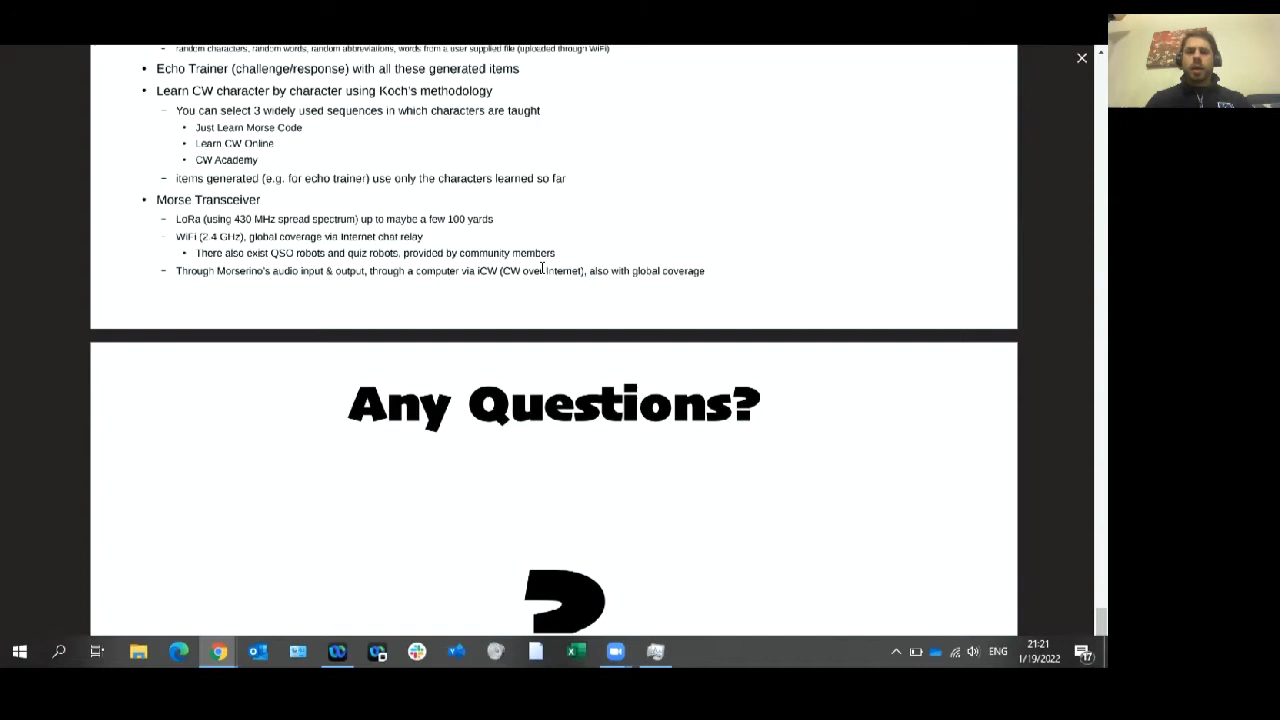 – random characters, random words, random abbreviations, words from a user supplied file (uploaded through WiFi)
• Echo Trainer (challenge/response) with all these generated items
• Learn CW character by character using Koch's methodology
– You can select 3 widely used sequences in which characters are taught
• Just Learn Morse Code
• Learn CW Online
• CW Academy
– items generated (e.g. for echo trainer) use only the characters learned so far
• Morse Transceiver
– LoRa (using 430 MHz spread spectrum) up to maybe a few 100 yards
– WiFi (2.4 GHz), global coverage via Internet chat relay
• There also exist QSO robots and quiz robots, provided by community members
– Through Morserino's audio input & output, through a computer via iCW (CW over Internet), also with global coverage
Any Questions?
?
ENG
21:21
1/19/2022
17